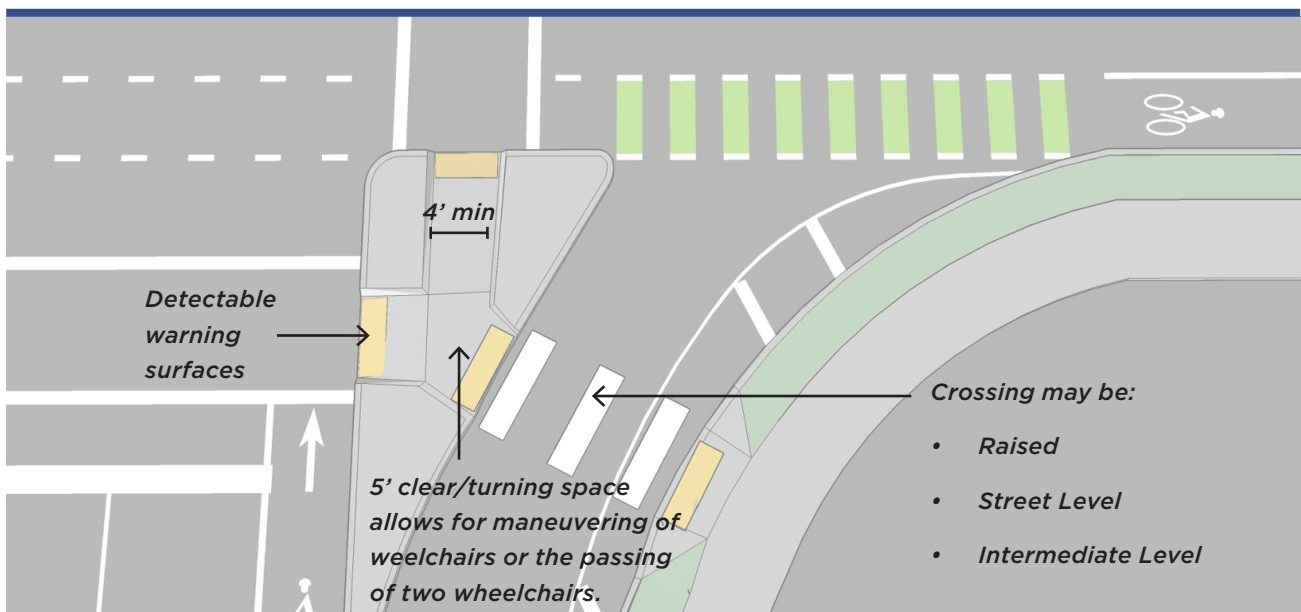 4’ min
Detectable
warning
surfaces
5’ clear/turning space
allows for maneuvering of
weelchairs or the passing
of two wheelchairs.
Crossing may be:
• Raised
• Street Level
• Intermediate Level